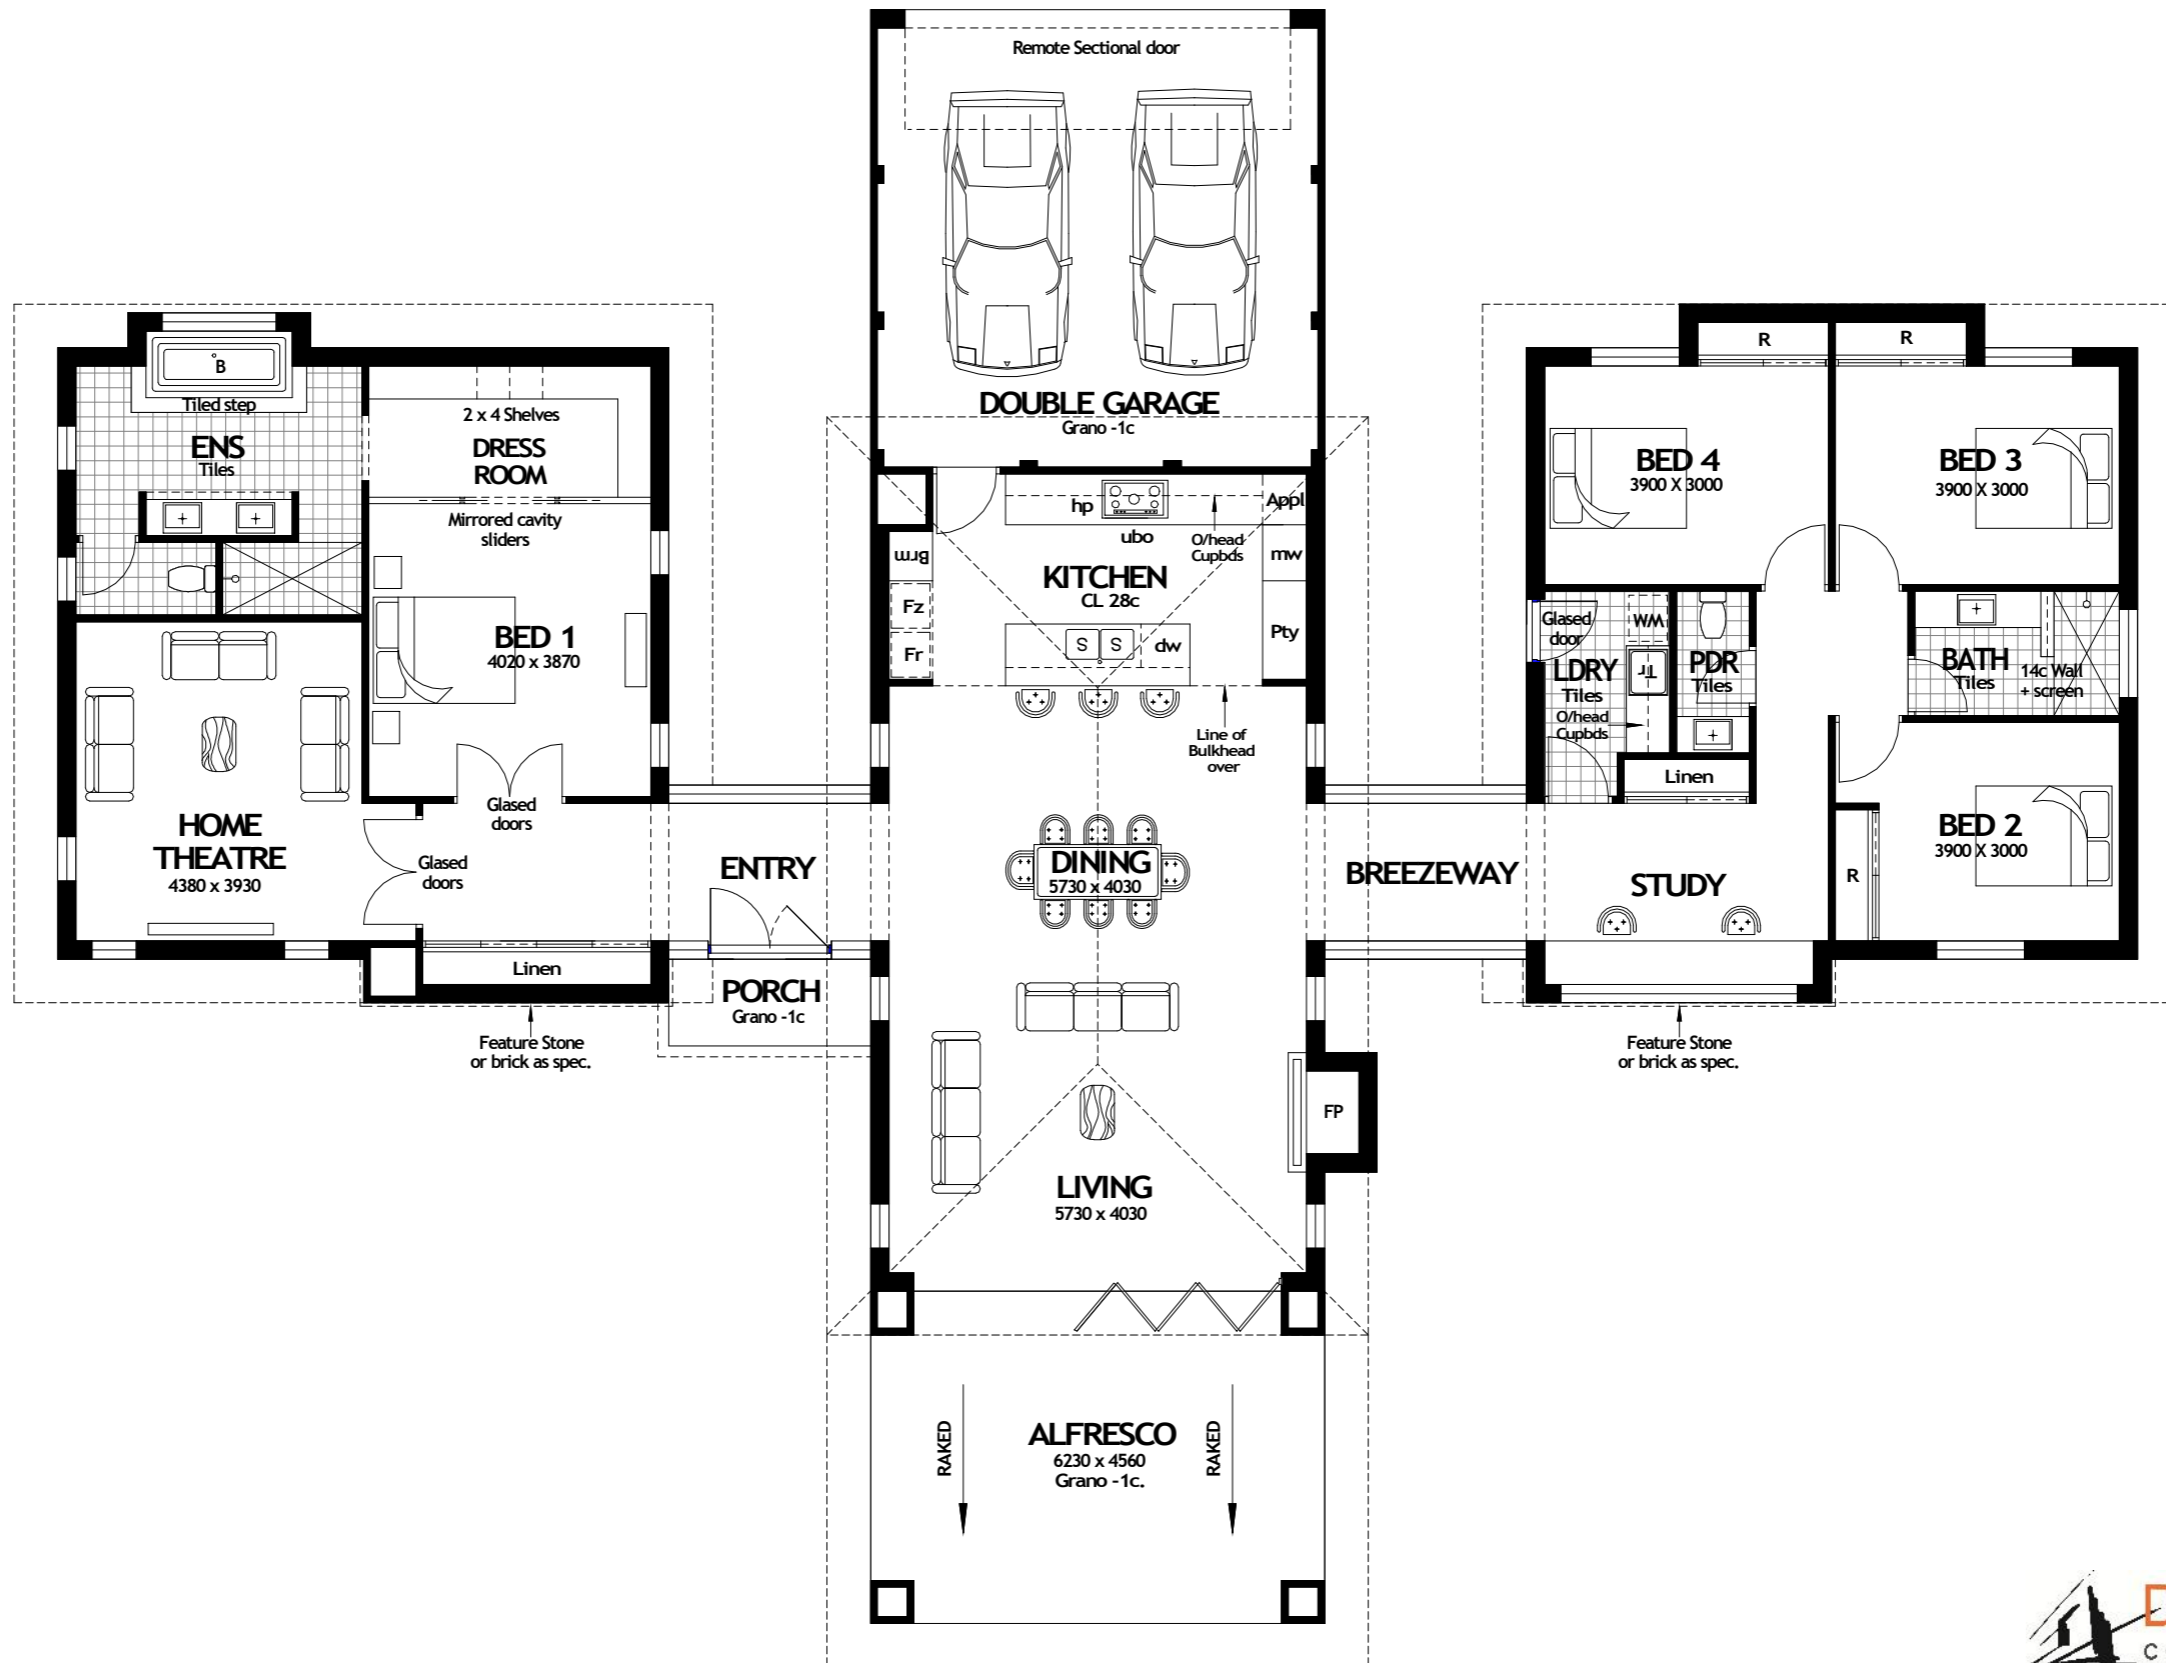 Remote Sectional door
DOUBLE GARAGE
Grano -1c
B
Tiled step
ENS
Tiles
2 x 4 Shelves
DRESS
ROOM
Mirrored cavity
sliders
BED 1
4020 x 3870
HOME
THEATRE
4380 x 3930
Glased
doors
Glased
doors
Linen
Feature Stone
or brick as spec.
ENTRY
PORCH
Grano -1c
hp
ubo
O/head
Cupbds
Appl
mw
Pty
Brm
Fz
Fr
KITCHEN
CL 28c
S
S
dw
Line of
Bulkhead
over
DINING
5730 x 4030
LIVING
5730 x 4030
FP
RAKED
ALFRESCO
6230 x 4560
Grano -1c.
RAKED
BREEZEWAY
STUDY
R
R
BED 4
3900 X 3000
BED 3
3900 X 3000
Glased
door
WM
LDRY
Tiles
Tr
O/head
Cupbds
PDR
Tiles
Linen
BATH
Tiles
14c Wall
+ screen
BED 2
3900 X 3000
R
Feature Stone
or brick as spec.